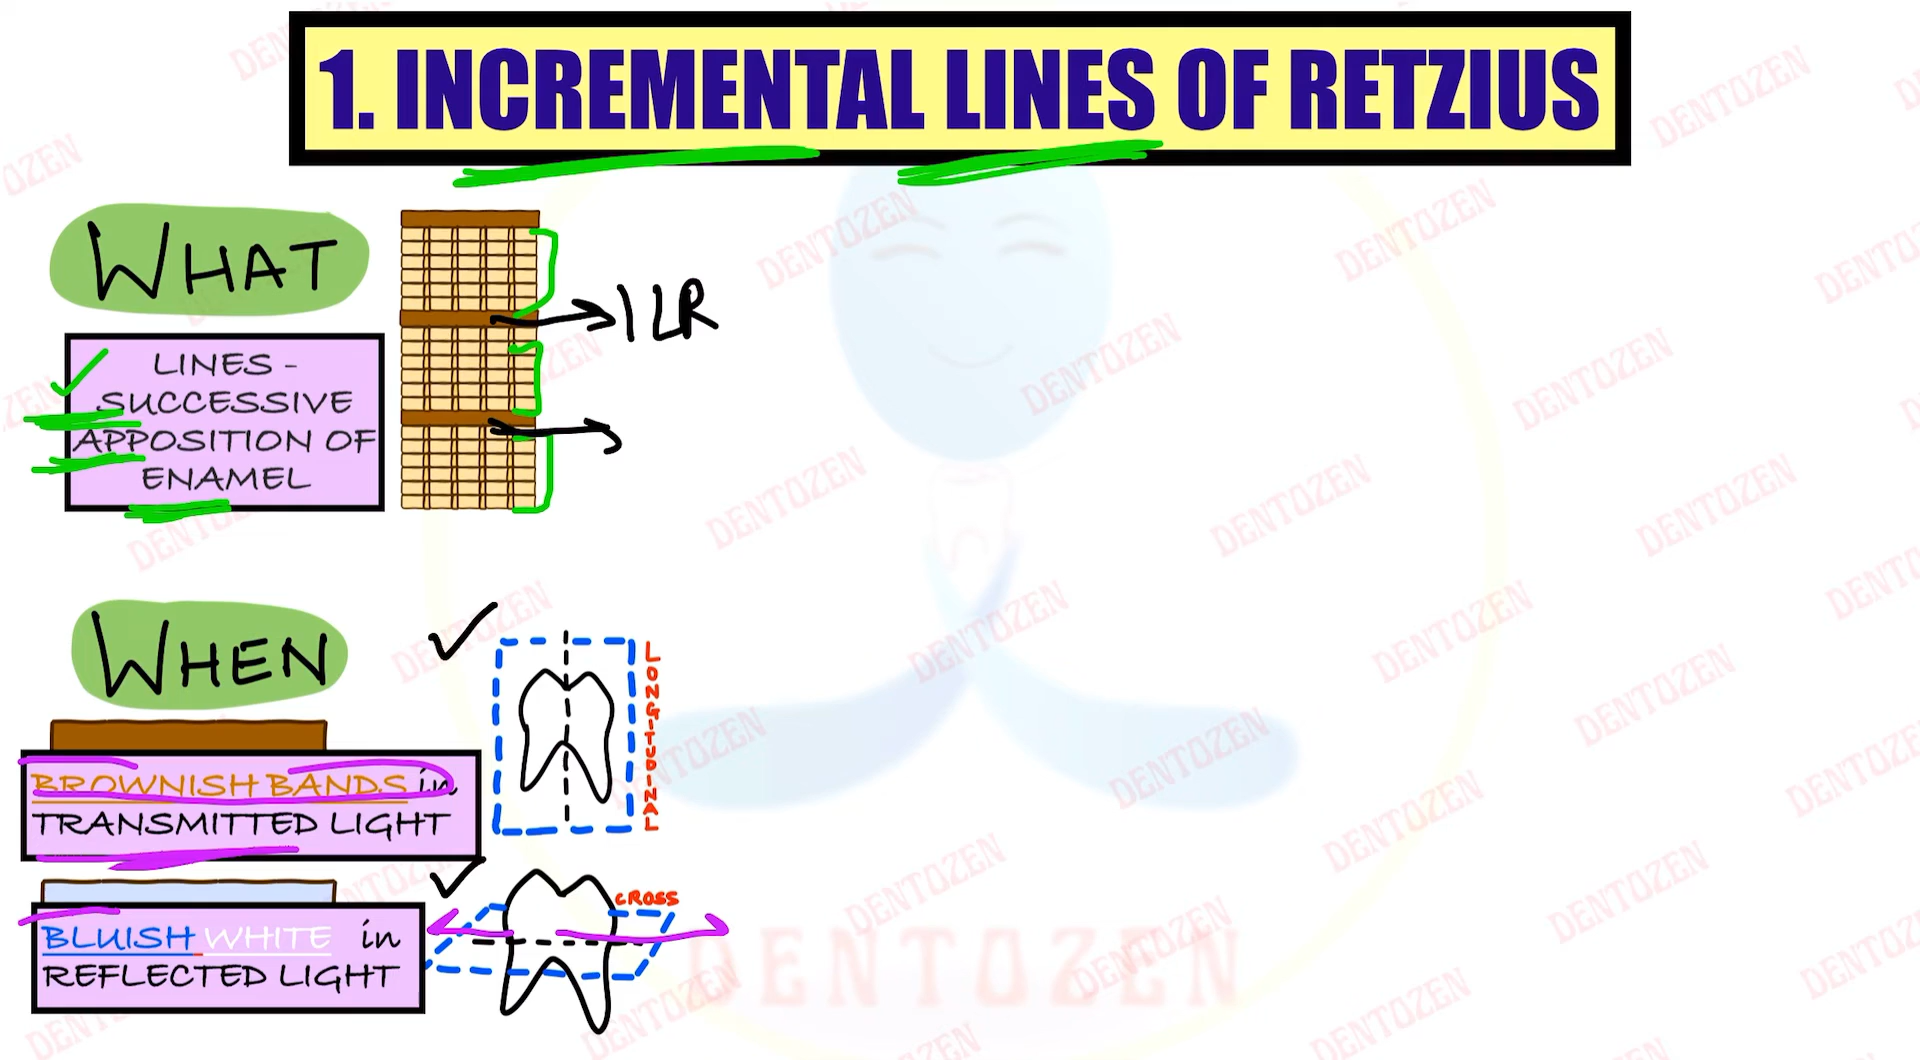 1. INCREMENTAL LINES OF RETZIUS
WHAT
LINES -
SUCCESSIVE
APPOSITION OF
ENAMEL
ILR
WHEN
BROWNISH BANDS in
TRANSMITTED LIGHT
LONGITUDINAL
BLUISH WHITE in
REFLECTED LIGHT
CROSS
DENTOZEN